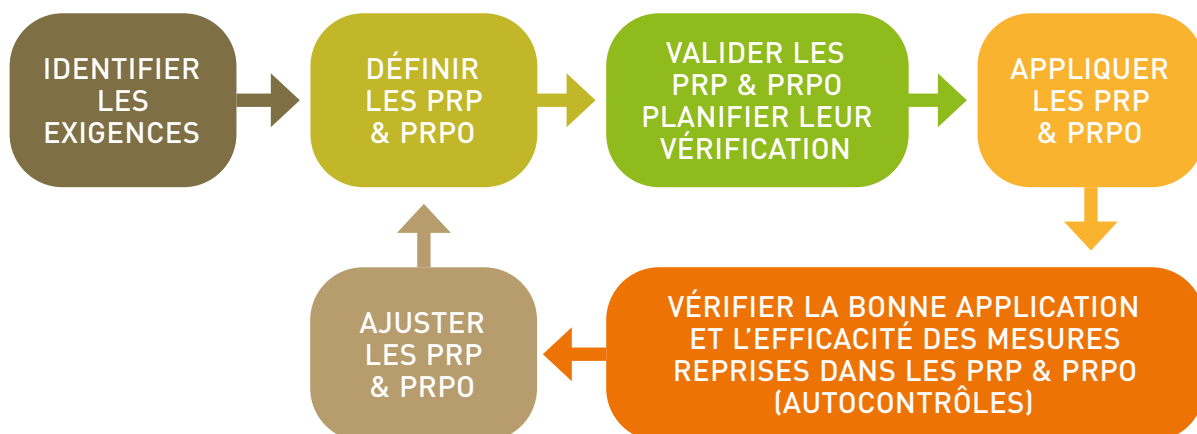 IDENTIFIER
LES
EXIGENCES
DÉFINIR
LES PRP
& PRPO
VALIDER LES
PRP & PRPO
PLANIFIER LEUR
VÉRIFICATION
APPLIQUER
LES PRP
& PRPO
VÉRIFIER LA BONNE APPLICATION
ET L’EFFICACITÉ DES MESURES
REPRISES DANS LES PRP & PRPO
(AUTOCONTRÔLES)
AJUSTER
LES PRP
& PRPO